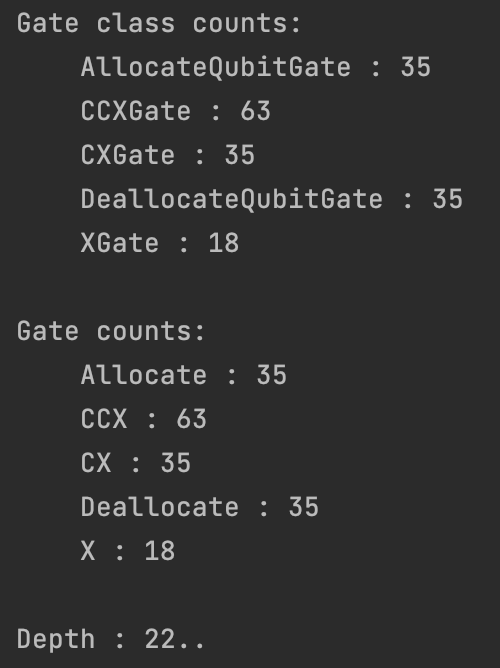 Gate class counts:
    AllocateQubitGate : 35
    CCXGate : 63
    CXGate : 35
    DeallocateQubitGate : 35
    XGate : 18

Gate counts:
    Allocate : 35
    CCX : 63
    CX : 35
    Deallocate : 35
    X : 18

Depth : 22..